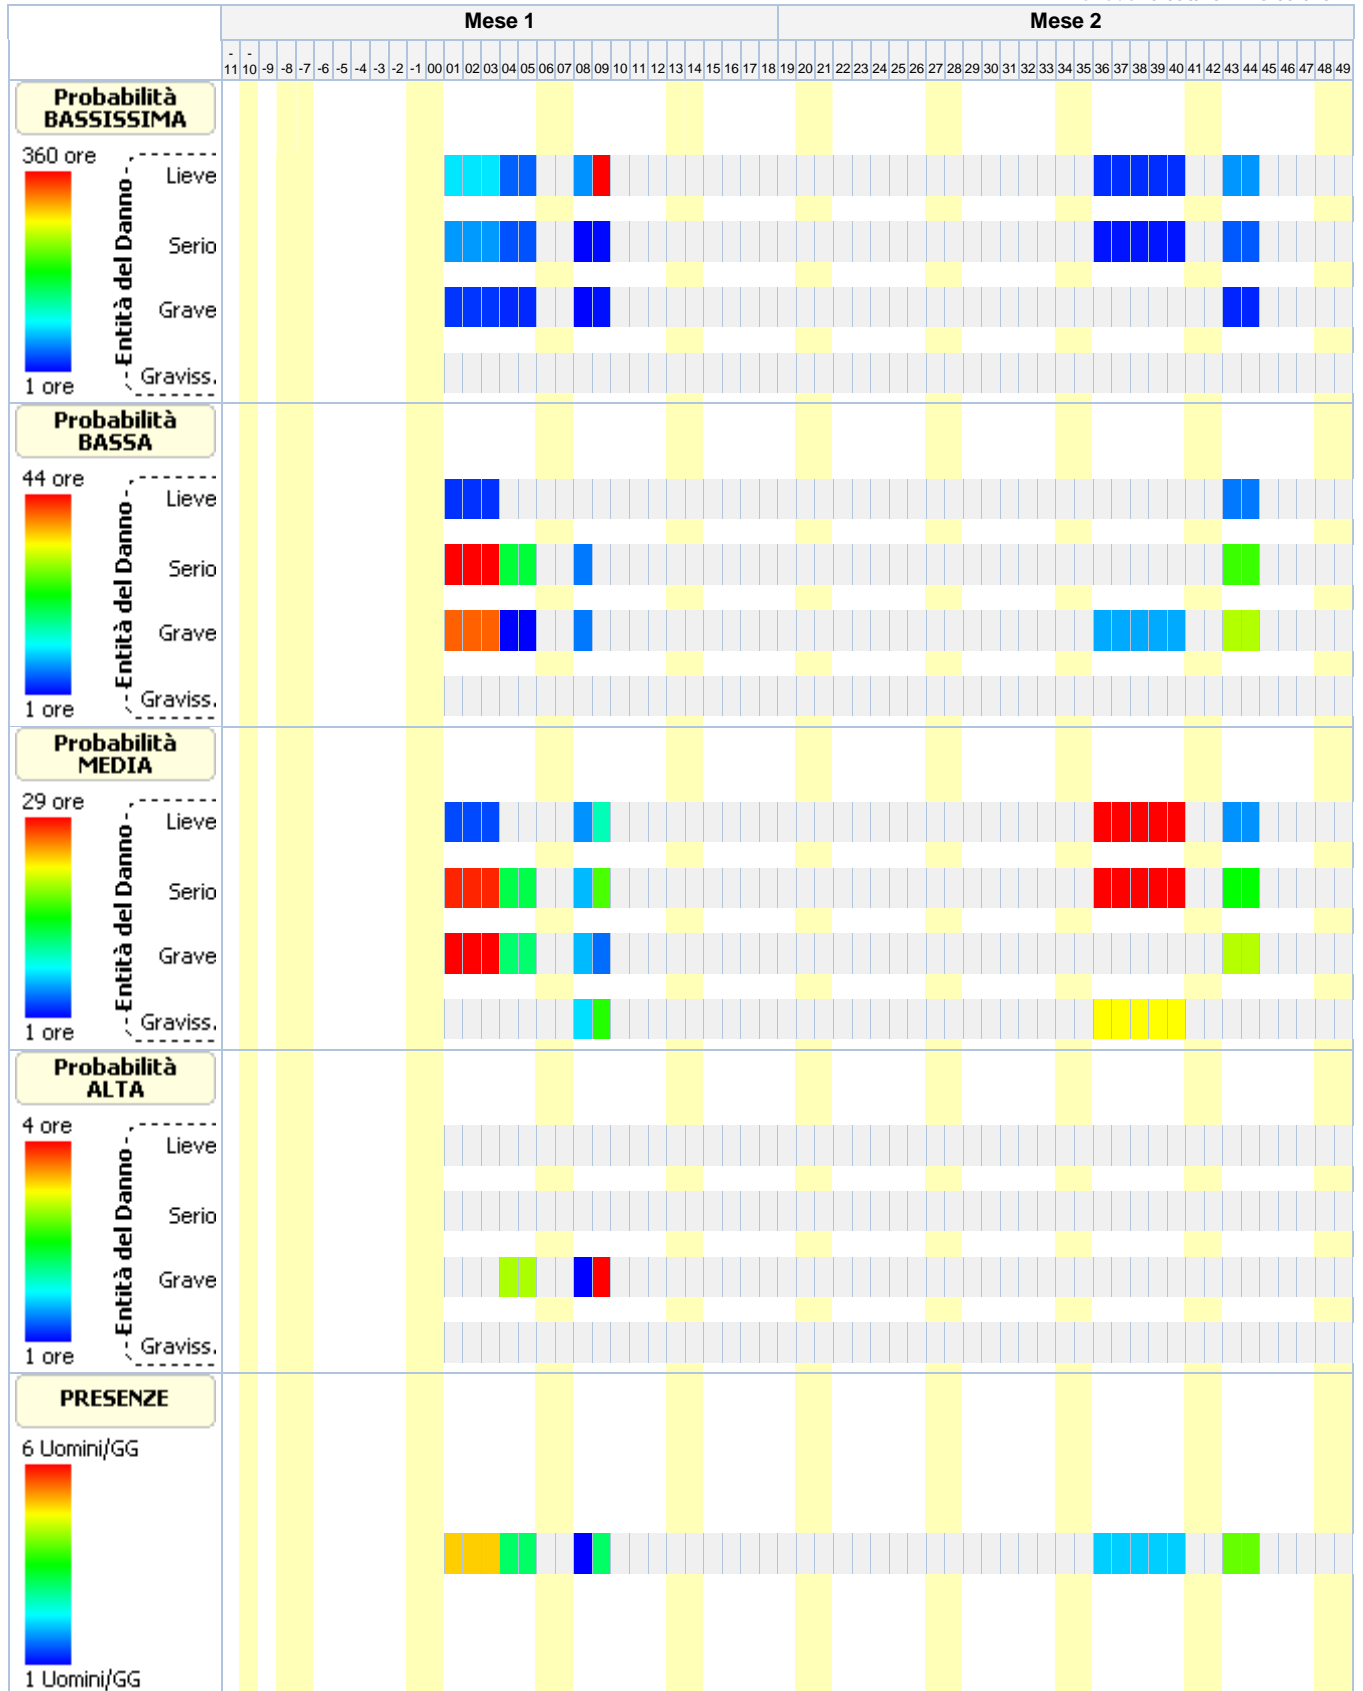 Mese 1 Mese 2
-11 -10 -9 -8 -7 -6 -5 -4 -3 -2 -1 00 01 02 03 04 05 06 07 08 09 10 11 12 13 14 15 16 17 18 19 20 21 22 23 24 25 26 27 28 29 30 31 32 33 34 35 36 37 38 39 40 41 42 43 44 45 46 47 48 49
Probabilità
BASSISSIMA
360 ore
Entità del Danno
Lieve
Serio
Grave
Graviss.
1 ore
Probabilità
BASSA
44 ore
Entità del Danno
Lieve
Serio
Grave
Graviss.
1 ore
Probabilità
MEDIA
29 ore
Entità del Danno
Lieve
Serio
Grave
Graviss.
1 ore
Probabilità
ALTA
4 ore
Entità del Danno
Lieve
Serio
Grave
Graviss.
1 ore
PRESENZE
6 Uomini/GG
1 Uomini/GG